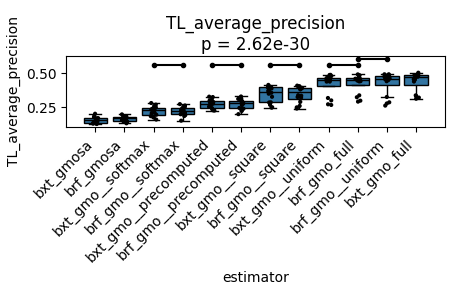 TL_average_precision
p = 2.62e-30
TL_average_precision
0.50
0.25
bxt_gmosa
brf_gmosa
bxt_gmo__softmax
brf_gmo__softmax
bxt_gmo__precomputed
brf_gmo__precomputed
bxt_gmo__square
brf_gmo__square
bxt_gmo__uniform
brf_gmo_full
brf_gmo__uniform
bxt_gmo_full
estimator